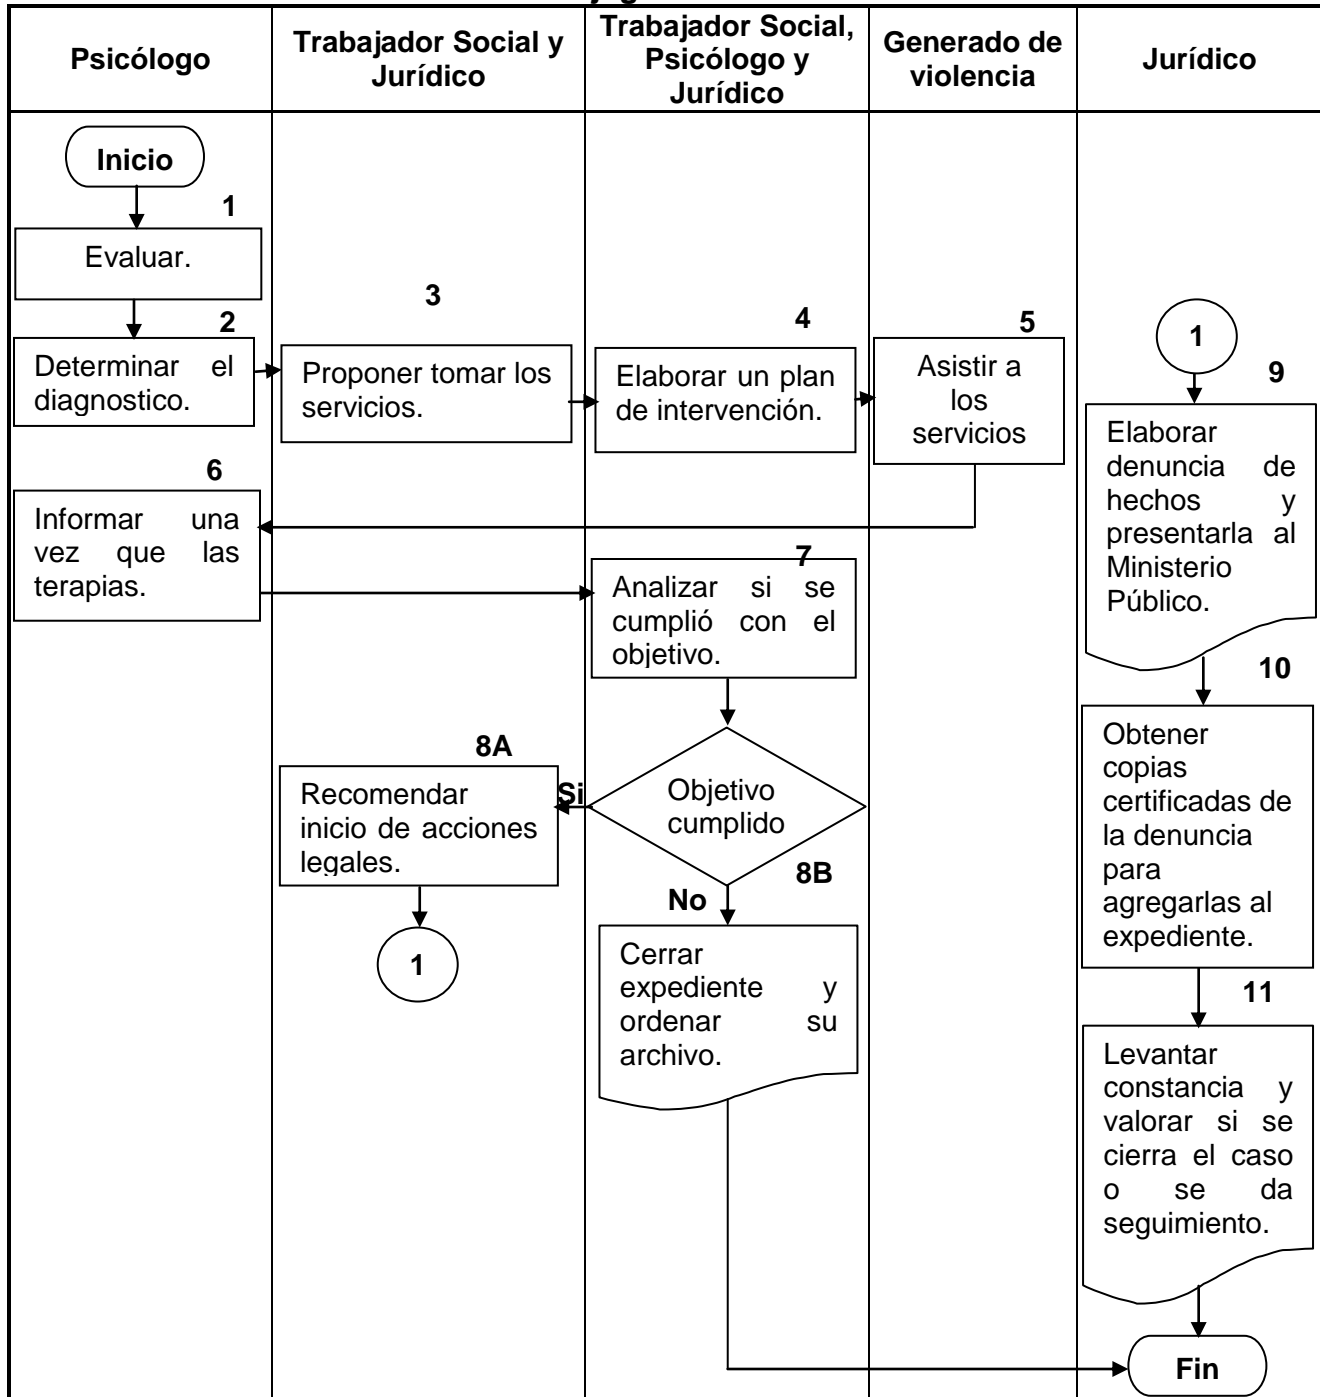 Psicólogo
Trabajador Social y
Jurídico
Trabajador Social,
Psicólogo y
Jurídico
Generado de
violencia
Jurídico
Inicio
1
Evaluar.
2
Determinar el
diagnostico.
3
Proponer tomar los
servicios.
4
Elaborar un plan
de intervención.
5
Asistir a
los
servicios
6
Informar una
vez que las
terapias.
7
Analizar si se
cumplió con el
objetivo.
Objetivo
cumplido
Si
8A
Recomendar
inicio de acciones
legales.
1
8B
No
Cerrar
expediente y
ordenar su
archivo.
1
9
Elaborar
denuncia de
hechos y
presentarla al
Ministerio
Público.
10
Obtener
copias
certificadas de
la denuncia
para
agregarlas al
expediente.
11
Levantar
constancia y
valorar si se
cierra el caso
o se da
seguimiento.
Fin